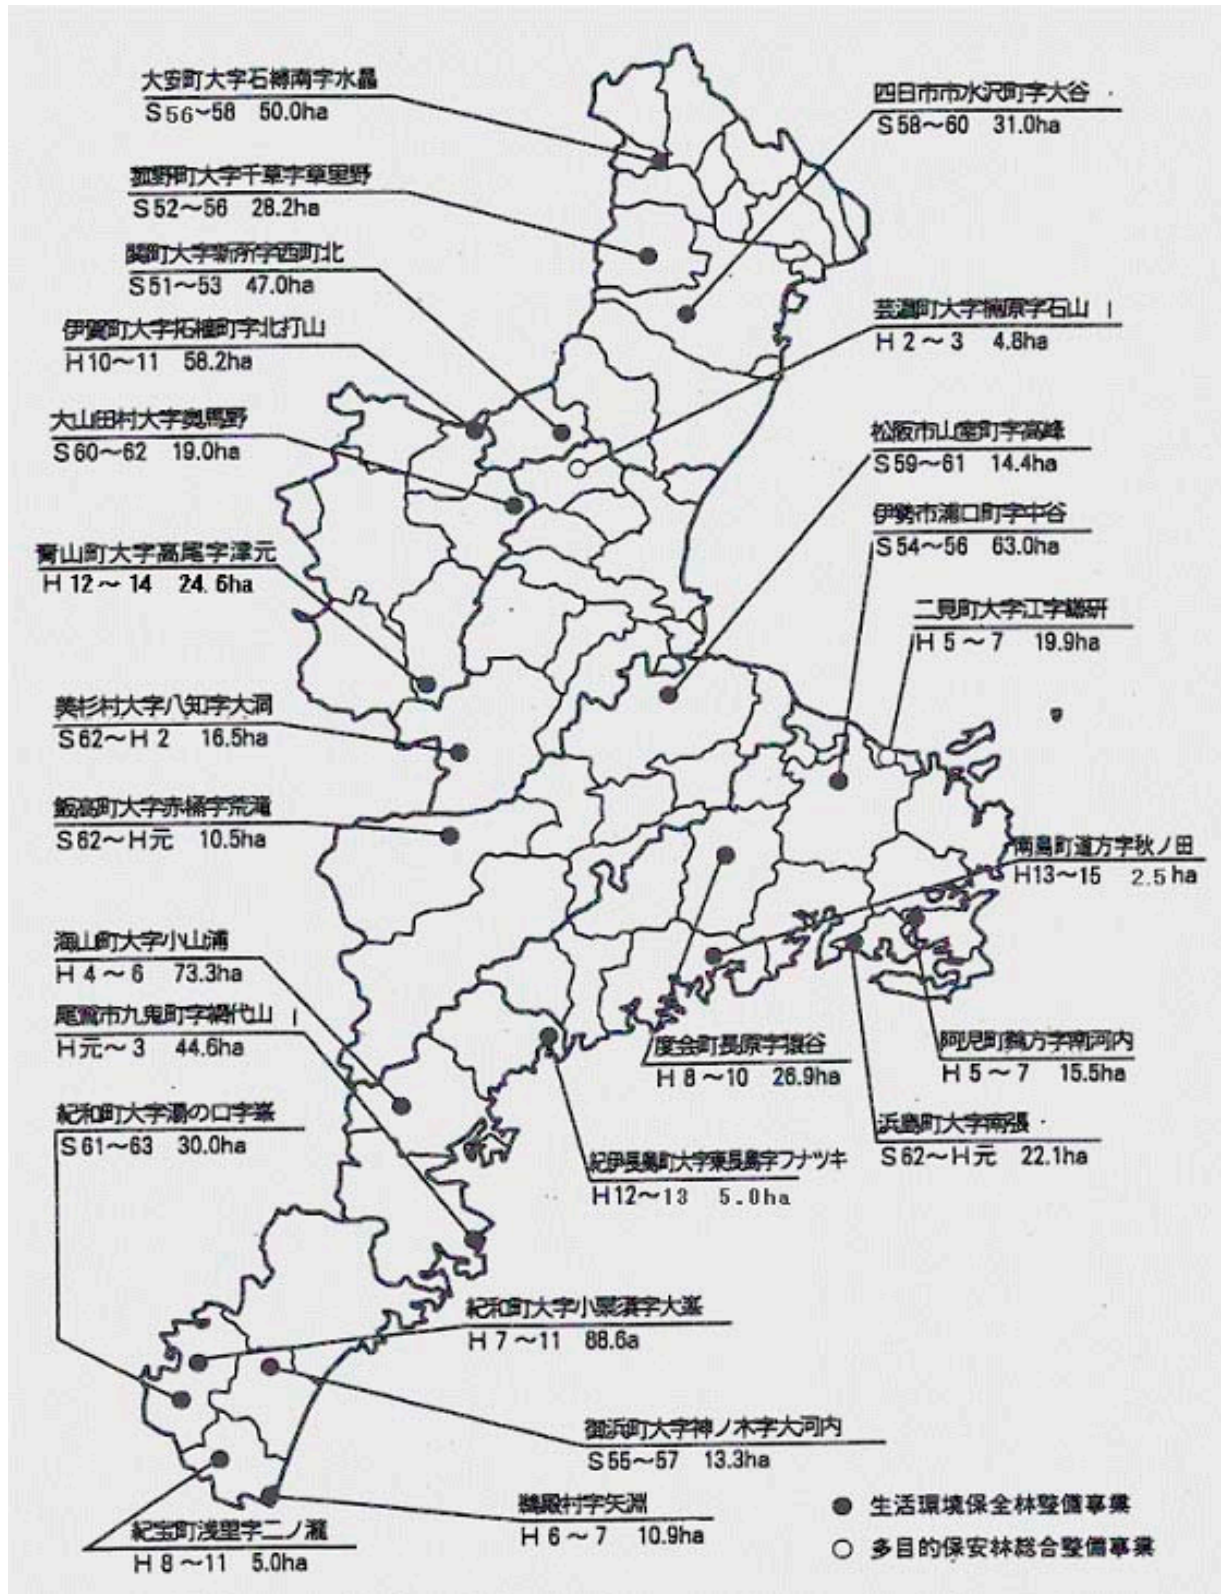 大安町大字石榑南字水晶
S56～58 50.0ha
四日市市水沢町字大谷
S58～60 31.0ha
菰野町大字千草字草里野
S52～56 28.2ha
関町大字新所字西町北
S51～53 47.0ha
伊賀町大字拓植町字北打山
H10～11 58.2ha
芸濃町大字楠原字石山
H2～3 4.8ha
大山田村大字奥馬野
S60～62 19.0ha
松阪市山室町字高峰
S59～61 14.4ha
伊勢市浦口町字中谷
S54～56 63.0ha
青山町大字高尾字津元
H12～14 24.6ha
二見町大字江字
H5～7 19.9ha
美杉村大字八知字大洞
S62～H2 16.5ha
飯高町大字赤桶字荒滝
S62～H元 10.5ha
南島町道方字秋ノ田
H13～15 2.5ha
海山町大字小山浦
H4～6 73.3ha
尾鷲市九鬼町字網代山
H元～3 44.6ha
度会町長原字猿谷
H8～10 26.9ha
阿児町鵜方字南河内
H5～7 15.5ha
紀和町大字湯の口字峯
S61～63 30.0ha
浜島町大字南張
S62～H元 22.1ha
紀伊長島町大字東長島字フナツキ
H12～13 5.0ha
紀和町大字小栗須字大峯
H7～11 88.6a
御浜町大字神ノ木字大河内
S55～57 13.3ha
鵜殿村字矢淵
H6～7 10.9ha
紀宝町浅里字二ノ瀧
H8～11 5.0ha
● 生活環境保全林整備事業
○ 多目的保安林総合整備事業